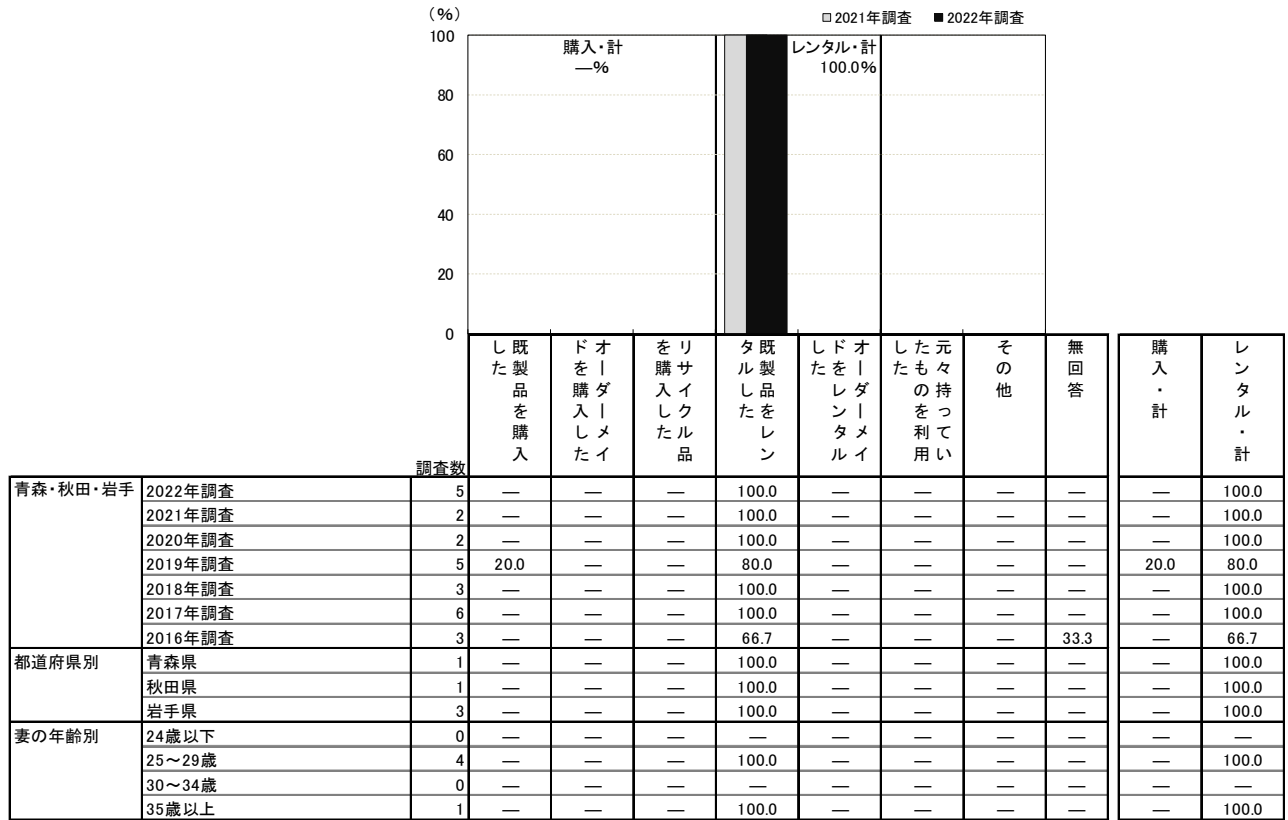 （%）
□2021年調査 ■2022年調査
100
80
60
40
20
0
購入・計
―%
レンタル・計
100.0%
調査数
既製品を購入した
オーダーメイドを購入した
リサイクル品を購入した
既製品をレンタルした
オーダーメイドをレンタルした
元々持っていたものを利用した
その他
無回答
購入・計
レンタル・計
青森・秋田・岩手 2022年調査 5 ― ― ― 100.0 ― ― ― ― ― 100.0
2021年調査 2 ― ― ― 100.0 ― ― ― ― ― 100.0
2020年調査 2 ― ― ― 100.0 ― ― ― ― ― 100.0
2019年調査 5 20.0 ― ― 80.0 ― ― ― ― 20.0 80.0
2018年調査 3 ― ― ― 100.0 ― ― ― ― ― 100.0
2017年調査 6 ― ― ― 100.0 ― ― ― ― ― 100.0
2016年調査 3 ― ― ― 66.7 ― ― ― 33.3 ― 66.7
都道府県別 青森県 1 ― ― ― 100.0 ― ― ― ― ― 100.0
秋田県 1 ― ― ― 100.0 ― ― ― ― ― 100.0
岩手県 3 ― ― ― 100.0 ― ― ― ― ― 100.0
妻の年齢別 24歳以下 0 ― ― ― ― ― ― ― ― ― ―
25～29歳 4 ― ― ― 100.0 ― ― ― ― ― 100.0
30～34歳 0 ― ― ― ― ― ― ― ― ― ―
35歳以上 1 ― ― ― 100.0 ― ― ― ― ― 100.0